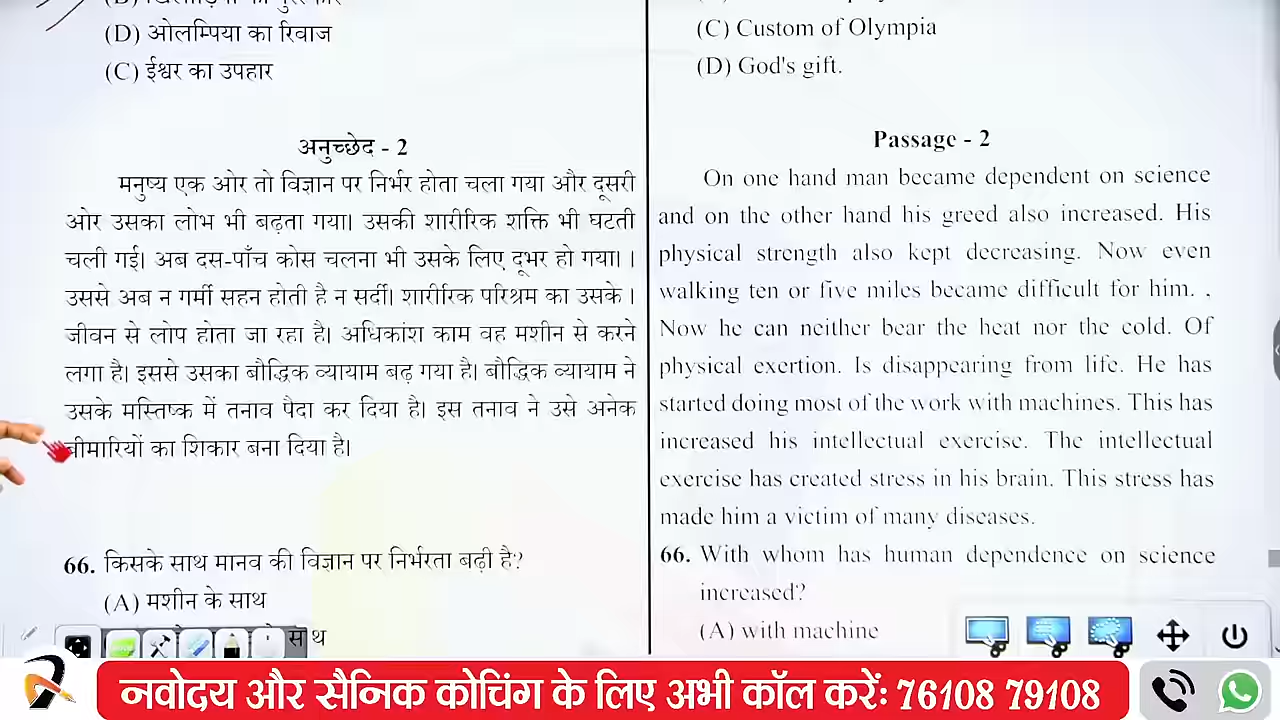 (D) ओलम्पिया का रिवाज
(C) ईश्वर का उपहार
अनुच्छेद - 2
मनुष्य एक ओर तो विज्ञान पर निर्भर होता चला गया और दूसरी
ओर उसका लोभ भी बढ़ता गया। उसकी शारीरिक शक्ति भी घटती
चली गई। अब दस-पाँच कोस चलना भी उसके लिए दूभर हो गया।।
उससे अब न गर्मी सहन होती है न सर्दी। शारीरिक परिश्रम का उसके।
जीवन से लोप होता जा रहा है। अधिकांश काम वह मशीन से करने
लगा है। इससे उसका बौद्धिक व्यायाम बढ़ गया है। बौद्धिक व्यायाम ने
उसके मस्तिष्क में तनाव पैदा कर दिया है। इस तनाव ने उसे अनेक
बीमारियों का शिकार बना दिया है।
66. किसके साथ मानव की विज्ञान पर निर्भरता बढ़ी है?
(A) मशीन के साथ
साथ
(C) Custom of Olympia
(D) God's gift.
Passage - 2
On one hand man became dependent on science
and on the other hand his greed also increased. His
physical strength also kept decreasing. Now even
walking ten or five miles became difficult for him. ,
Now he can neither bear the heat nor the cold. Of
physical exertion. Is disappearing from life. He has
started doing most of the work with machines. This has
increased his intellectual exercise. The intellectual
exercise has created stress in his brain. This stress has
made him a victim of many diseases.
66. With whom has human dependence on science
increased?
(A) with machine
नवोदय और सैनिक कोचिंग के लिए अभी कॉल करें: 76108 79108